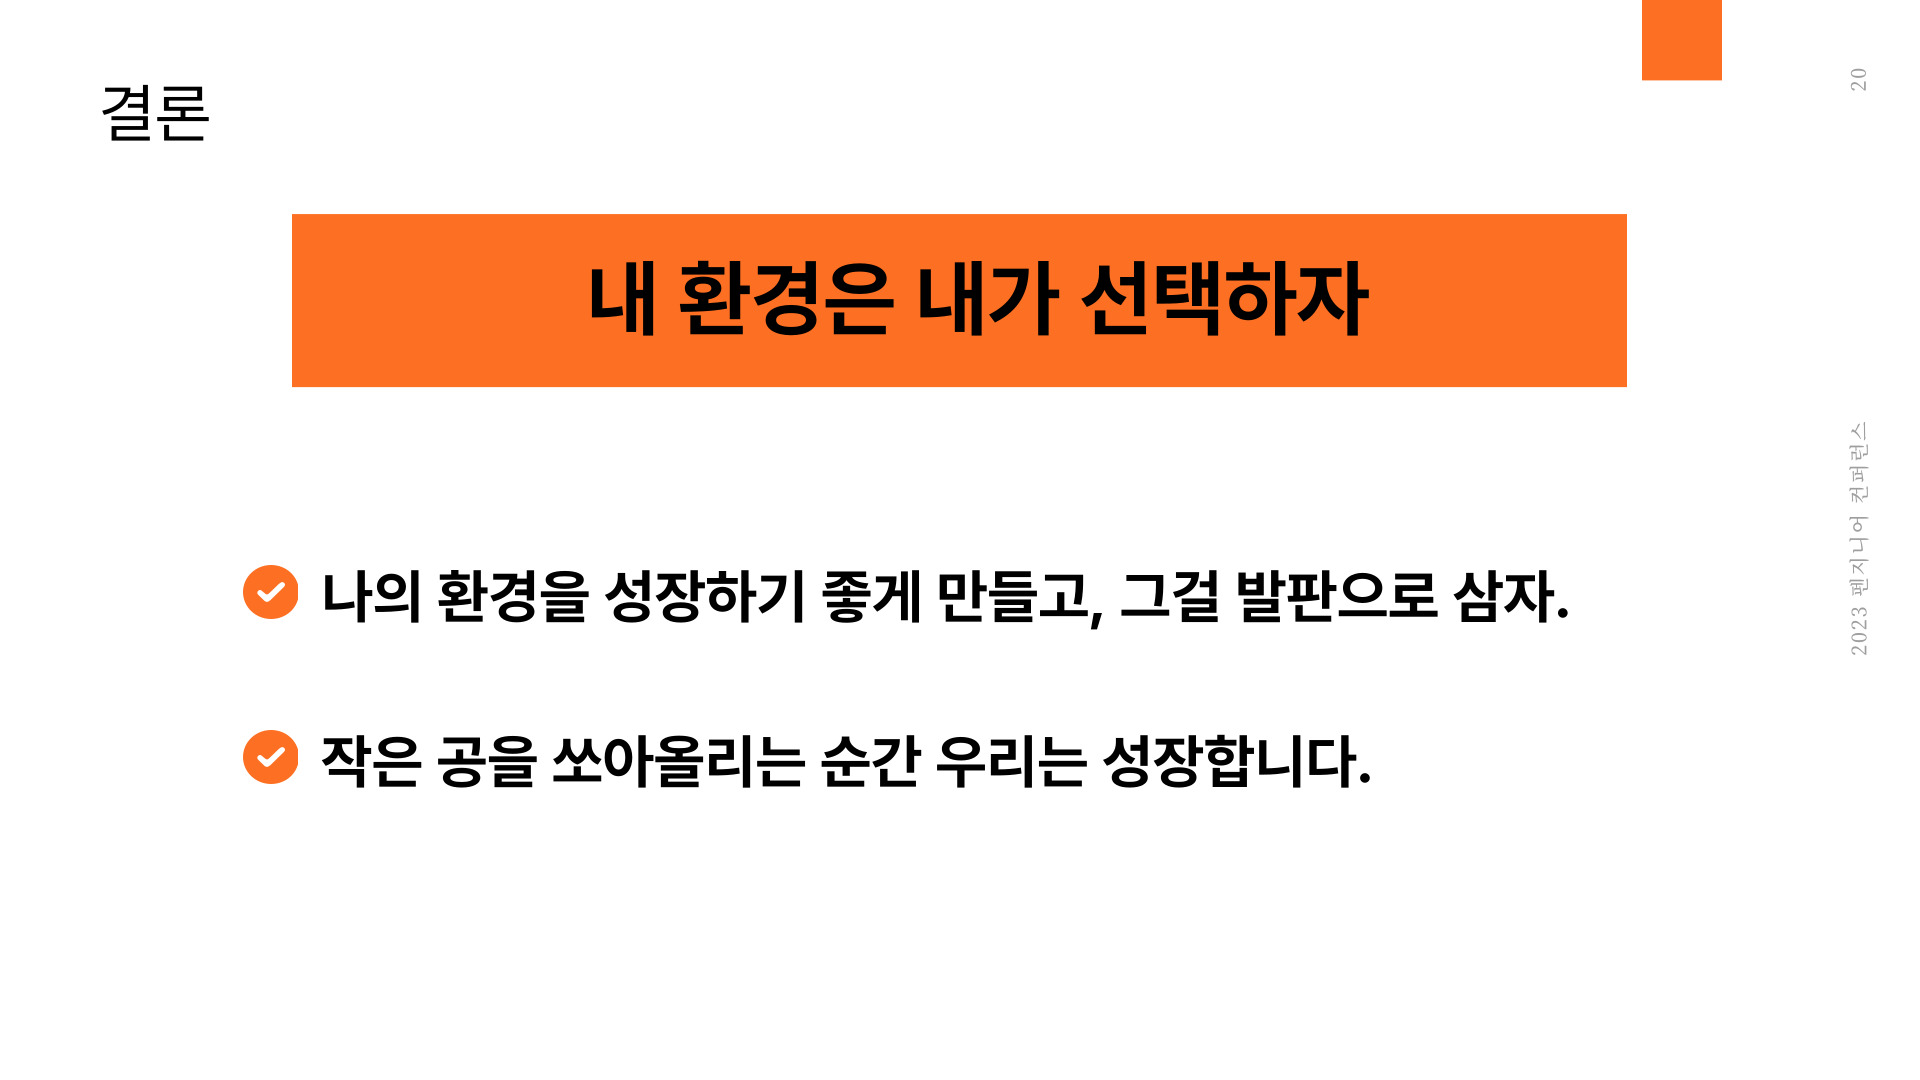 결론
20
내 환경은 내가 선택하자
나의 환경을 성장하기 좋게 만들고, 그걸 발판으로 삼자.
작은 공을 쏘아올리는 순간 우리는 성장합니다.
2023 펜지니어 컨퍼런스